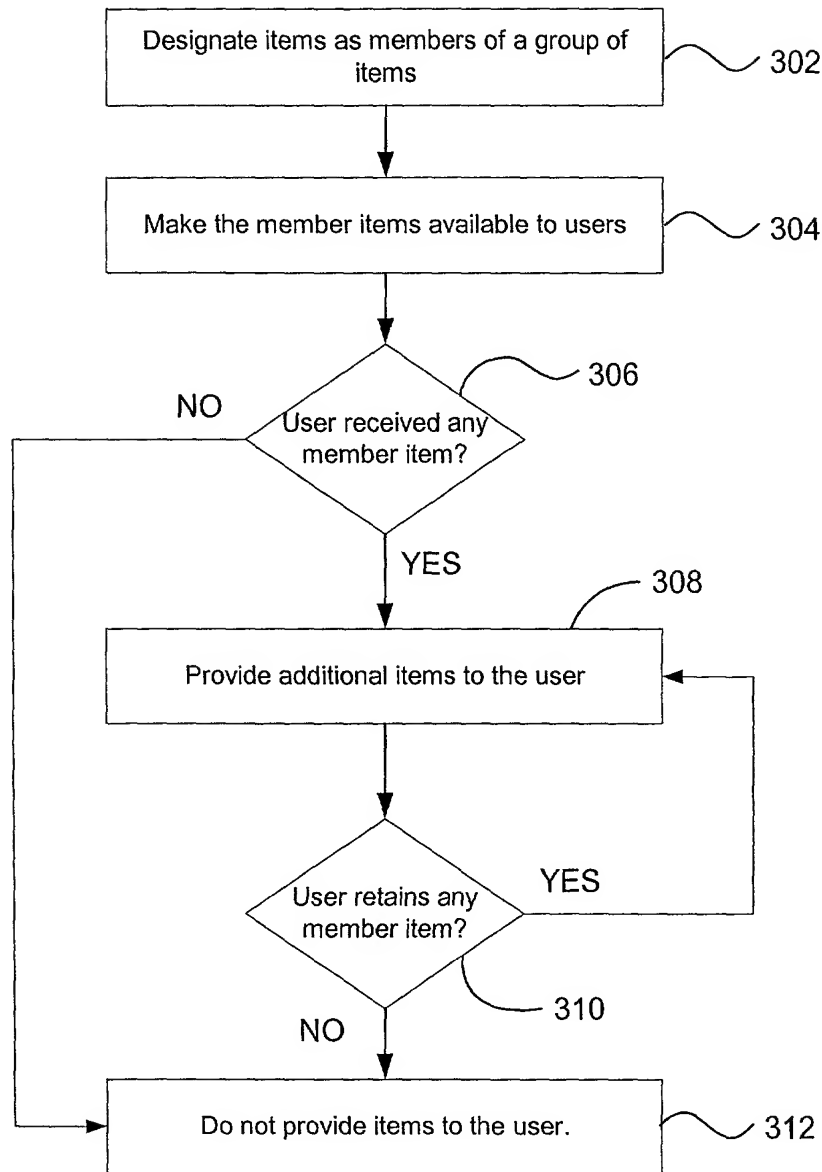 Designate items as members of a group of
items
302
Make the member items available to users
304
306
NO
User received any
member item?
YES
308
Provide additional items to the user
User retains any
member item?
YES
310
NO
Do not provide items to the user.
312